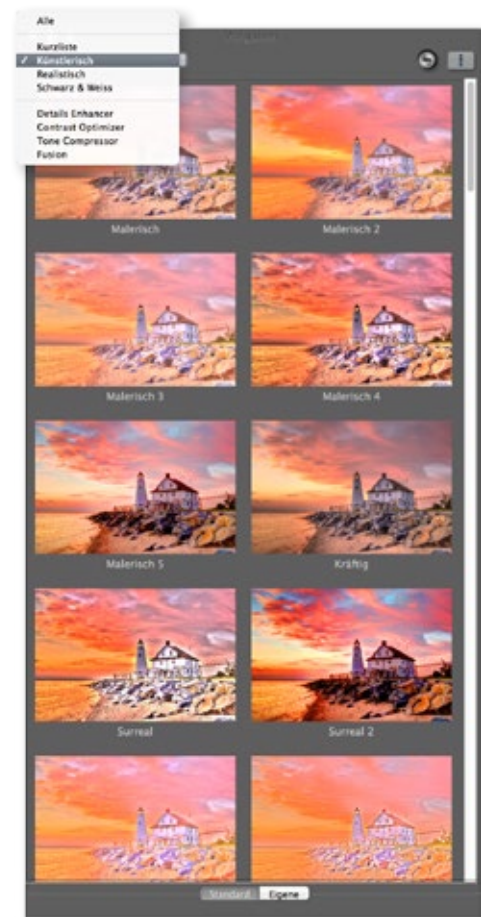 Alle
Kurzliste
✓ Künstlerisch
Realistisch
Schwarz & Weiss
Details Enhancer
Contrast Optimizer
Tone Compressor
Fusion
Malerisch Malerisch 2
Malerisch 3 Malerisch 4
Malerisch 5 Kräftig
Surreal Surreal 2
Standard Eigene